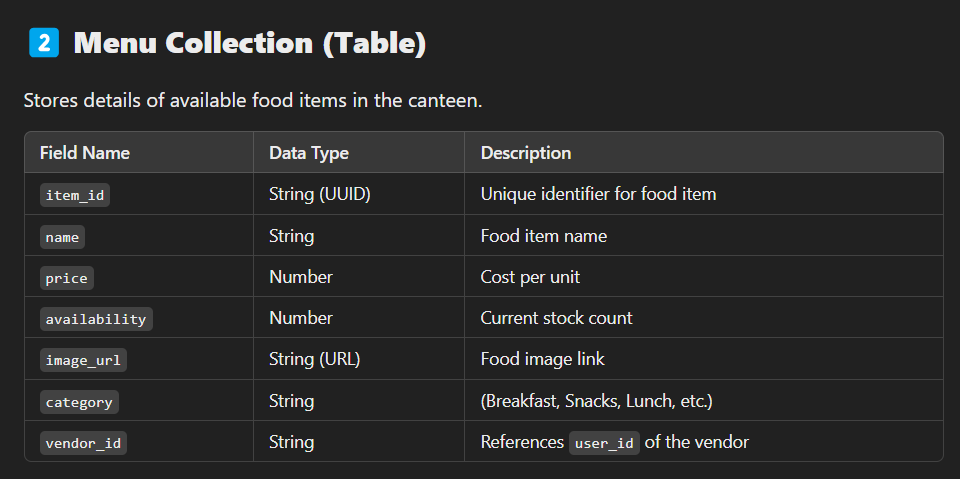 2 Menu Collection (Table)
Stores details of available food items in the canteen.
Field Name Data Type Description
item_id String (UUID) Unique identifier for food item
name String Food item name
price Number Cost per unit
availability Number Current stock count
image_url String (URL) Food image link
category String (Breakfast, Snacks, Lunch, etc.)
vendor_id String References user_id of the vendor